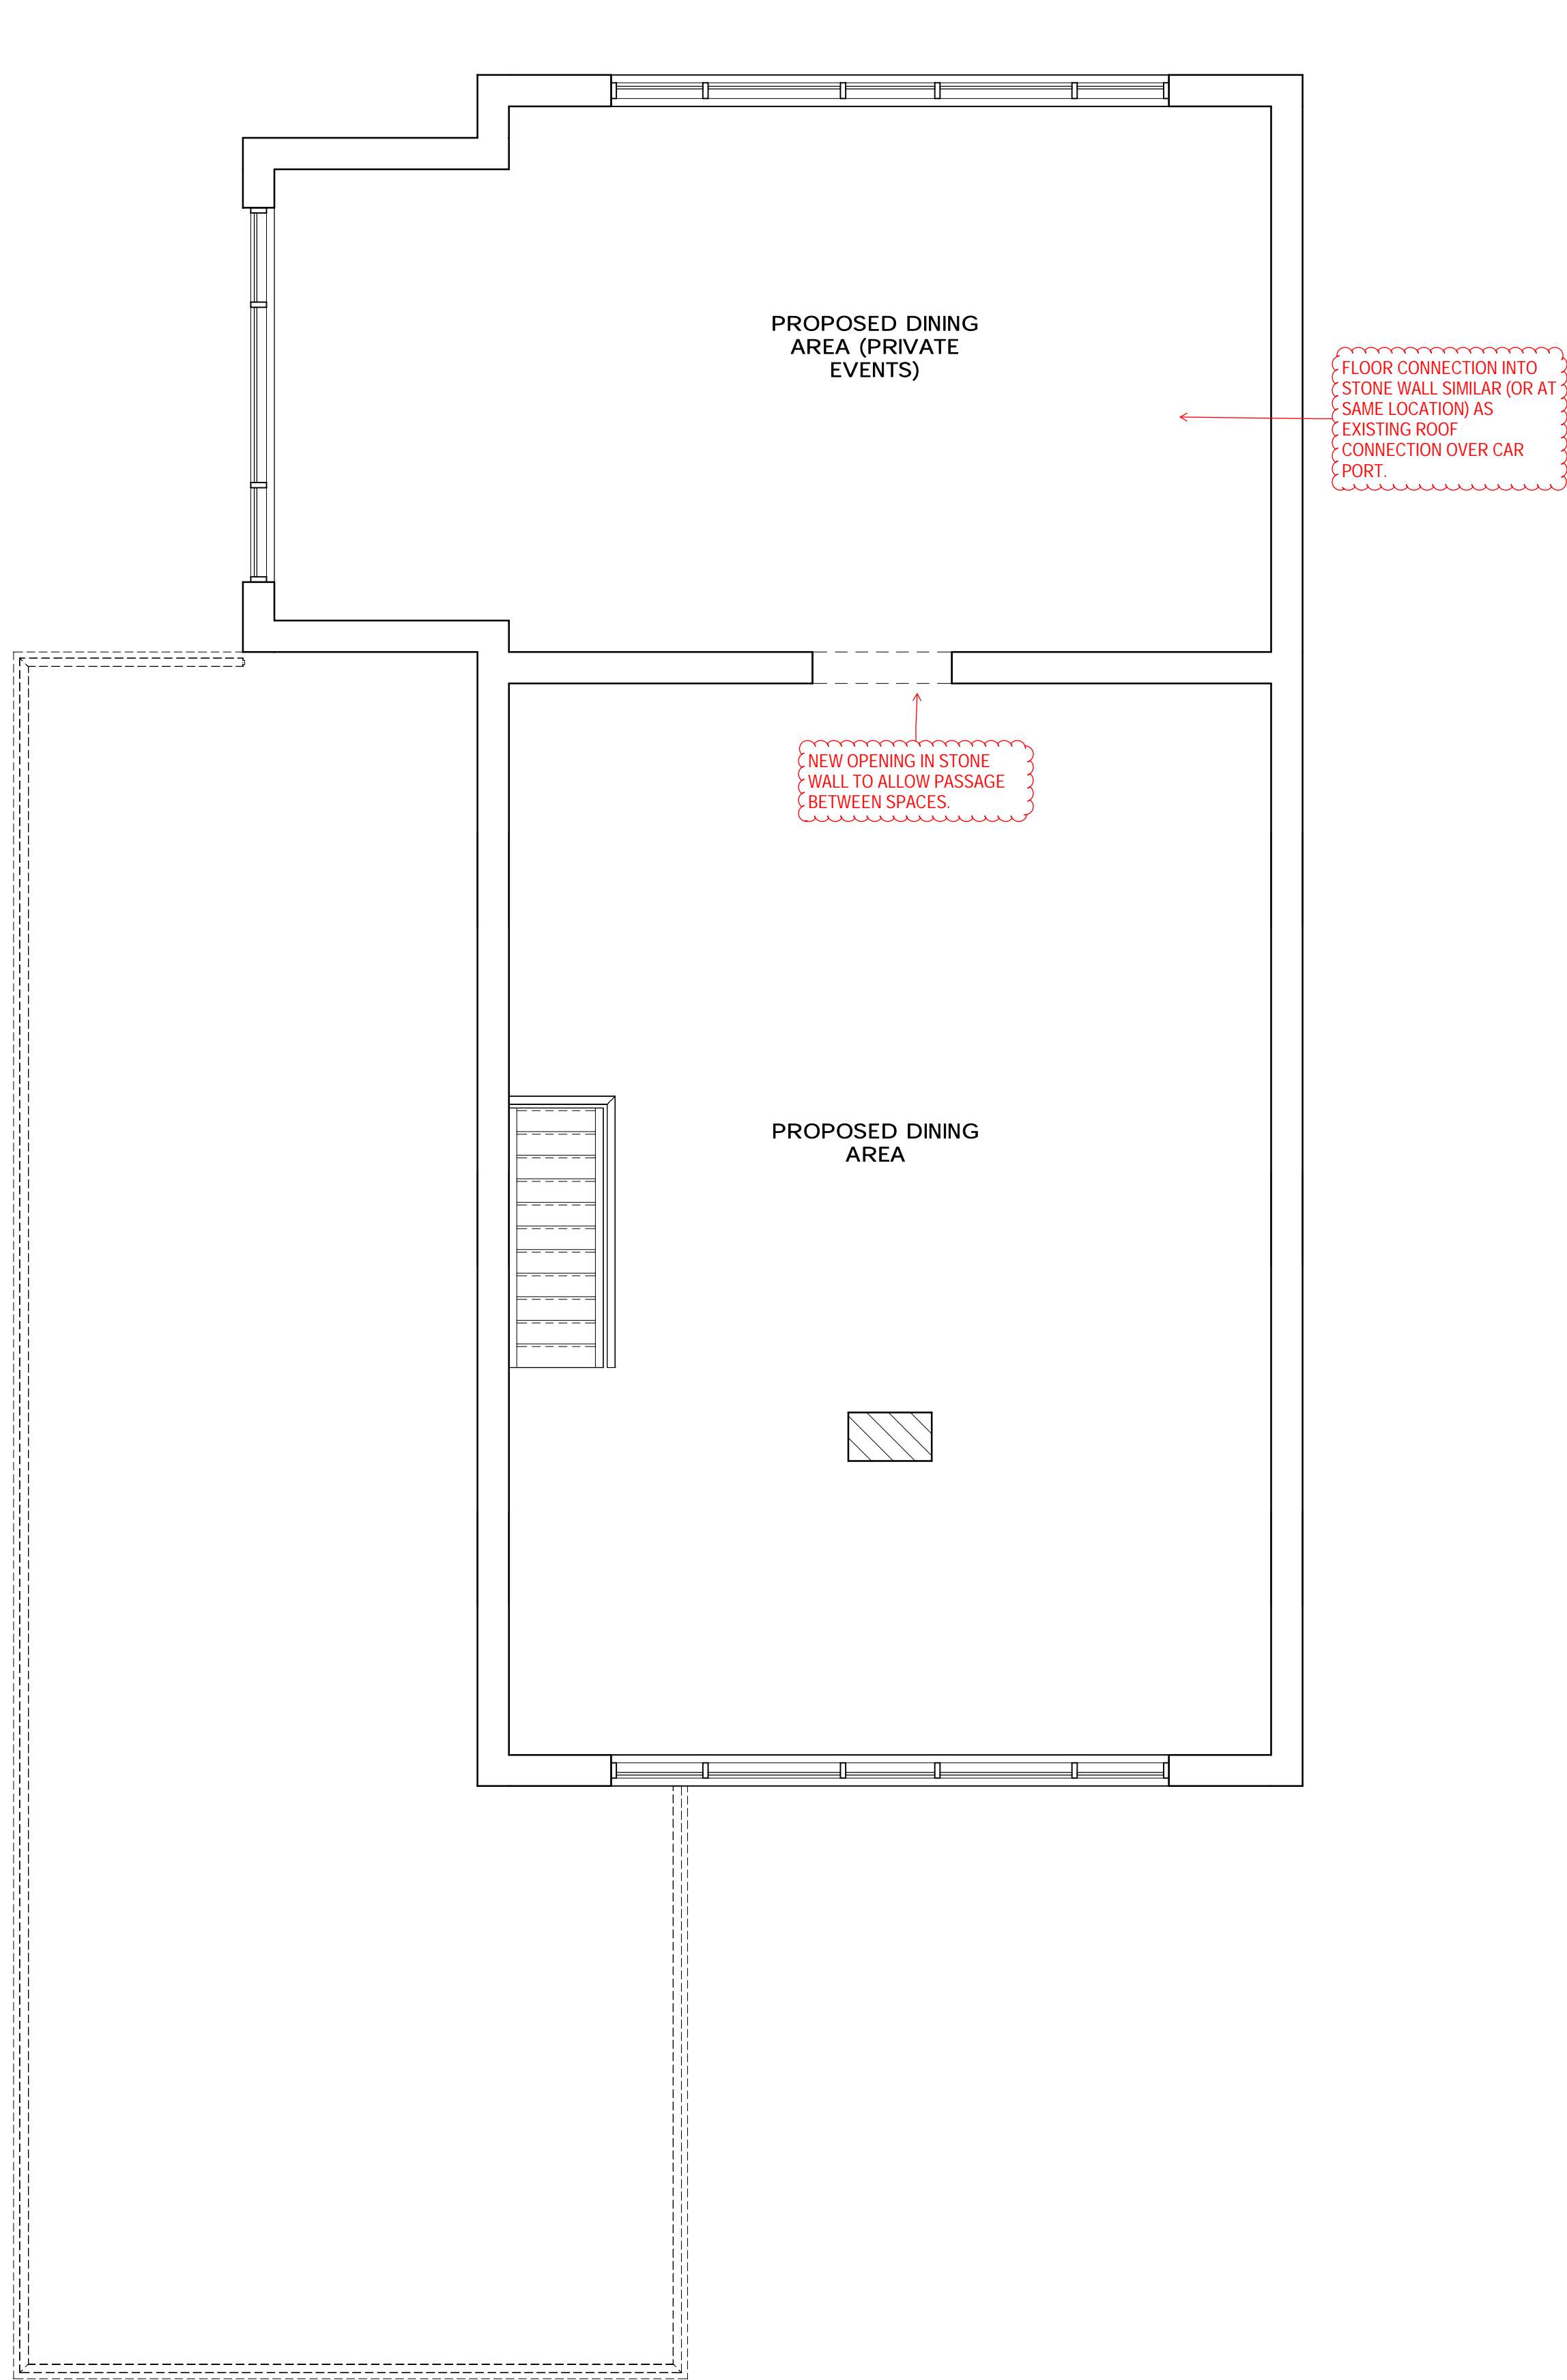 PROPOSED DINING
AREA (PRIVATE
EVENTS)
FLOOR CONNECTION INTO
STONE WALL SIMILAR (OR AT
SAME LOCATION) AS
EXISTING ROOF
CONNECTION OVER CAR
PORT.
NEW OPENING IN STONE
WALL TO ALLOW PASSAGE
BETWEEN SPACES.
PROPOSED DINING
AREA